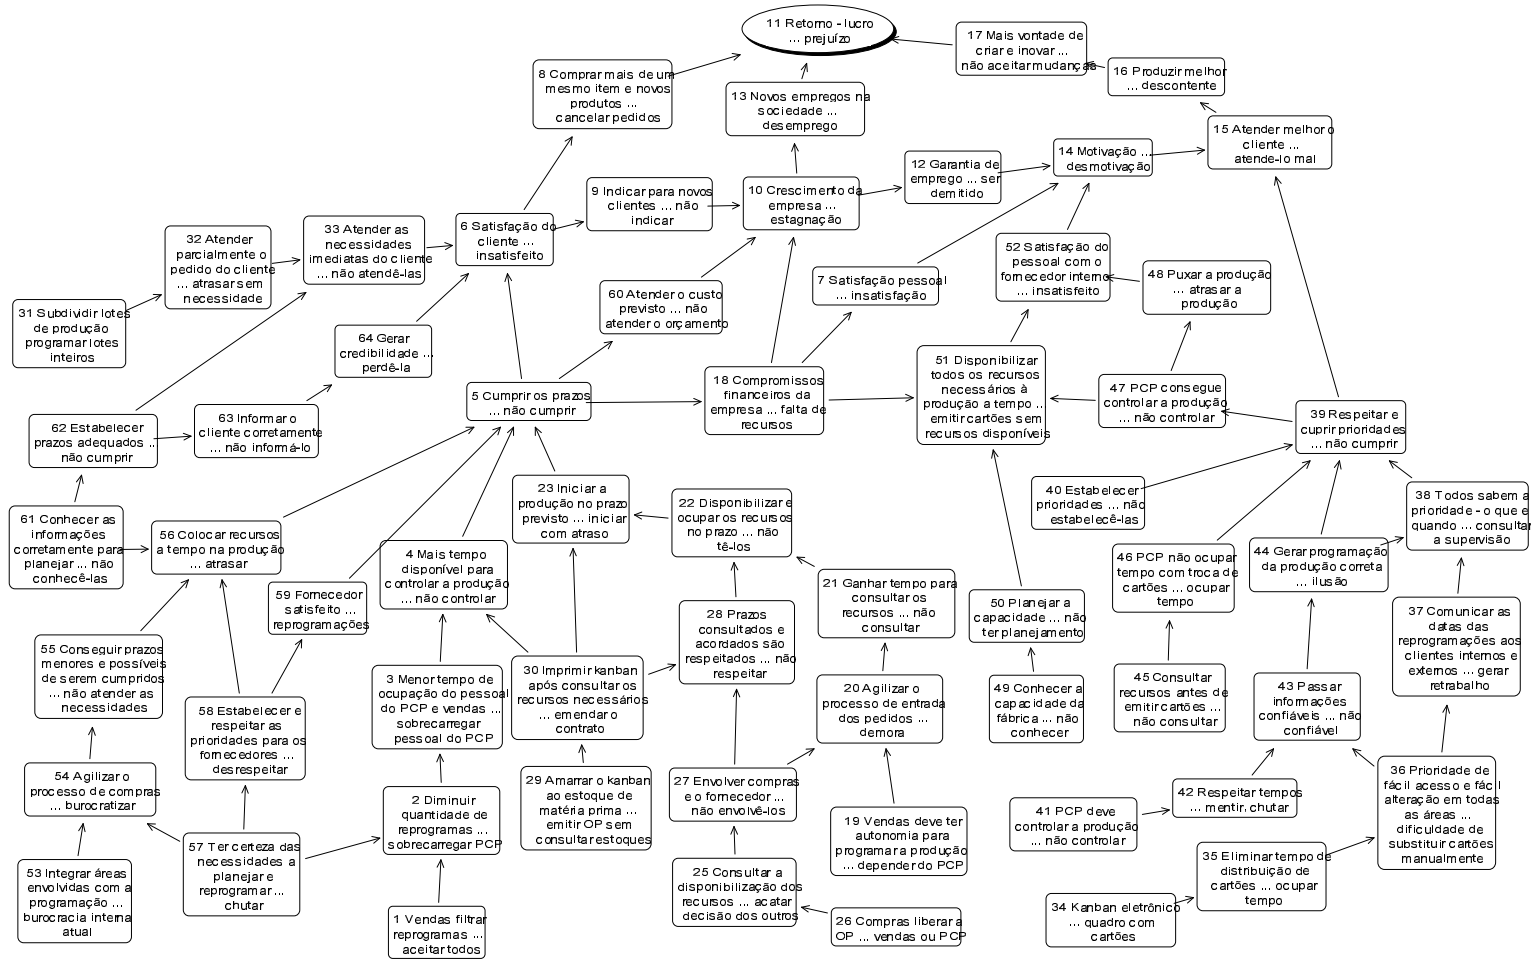 11 Retorno - lucro
... prejuízo
17 Mais vontade de
criar e inovar ...
não aceitar mudanças
16 Produzir melhor
... descontente
8 Comprar mais de um
mesmo item e novos
produtos ...
cancelar pedidos
13 Novos empregos na
sociedade ...
desemprego
15 Atender melhor o
cliente ...
atende-lo mal
14 Motivação ...
desmotivação
12 Garantia de
emprego ... ser
demitido
9 Indicar para novos
clientes ... não
indicar
10 Crescimento da
empresa ...
estagnação
6 Satisfação do
cliente ...
insatisfeito
33 Atender as
necessidades
imediatas do cliente
... não atendê-las
32 Atender
parcialmente o
pedido do cliente
... atrasar sem
necessidade
31 Subdividir lotes
de produção
programar lotes
inteiros
52 Satisfação do
pessoal com o
fornecedor interno
... insatisfeito
48 Puxar a produção
... atrasar a
produção
7 Satisfação pessoal
... insatisfação
60 Atender o custo
previsto ... não
atender o orçamento
64 Gerar
credibilidade ...
perdê-la
51 Disponibilizar
todos os recursos
necessários à
produção a tempo ...
emitir cartões sem
recursos disponíveis
18 Compromissos
financeiros da
empresa ... falta de
recursos
5 Cumprir os prazos
... não cumprir
47 PCP consegue
controlar a produção
... não controlar
39 Respeitar e
cuprir prioridades
... não cumprir
63 Informar o
cliente corretamente
... não informá-lo
62 Estabelecer
prazos adequados ...
não cumprir
40 Estabelecer
prioridades ... não
estabelecê-las
38 Todos sabem a
prioridade - o que e
quando ... consultar
a supervisão
23 Iniciar a
produção no prazo
previsto ... iniciar
com atraso
22 Disponibilizar e
ocupar os recursos
no prazo ... não
tê-los
61 Conhecer as
informações
corretamente para
planejar ... não
conhecê-las
56 Colocar recursos
a tempo na produção
... atrasar
4 Mais tempo
disponível para
controlar a produção
... não controlar
46 PCP não ocupar
tempo com troca de
cartões ... ocupar
tempo
44 Gerar programação
da produção correta
... ilusão
21 Ganhar tempo para
consultar os
recursos ... não
consultar
59 Fornecedor
satisfeito ...
reprogramações
50 Planejar a
capacidade ... não
ter planejamento
28 Prazos
consultados e
acordados são
respeitados ... não
respeitar
37 Comunicar as
datas das
reprogramações aos
clientes internos e
externos ... gerar
retrabalho
55 Conseguir prazos
menores e possíveis
de serem cumpridos
... não atender as
necessidades
3 Menor tempo de
ocupação do pessoal
do PCP e vendas ...
sobrecarregar
pessoal do PCP
30 Imprimir kanban
após consultar os
recursos necessários
... emendar o
contrato
45 Consultar
recursos antes de
emitir cartões ...
não consultar
49 Conhecer a
capacidade da
fábrica ... não
conhecer
43 Passar
informações
confiáveis ... não
confiável
20 Agilizar o
processo de entrada
dos pedidos ...
demora
58 Estabelecer e
respeitar as
prioridades para os
fornecedores ...
desrespeitar
54 Agilizar o
processo de compras
... burocratizar
36 Prioridade de
fácil acesso e fácil
alteração em todas
as áreas ...
dificuldade de
substituir cartões
manualmente
29 Amarrar o kanban
ao estoque de
matéria prima ...
emitir OP sem
consultar estoques
27 Envolver compras
e o fornecedor ...
não envolvê-los
42 Respeitar tempos
... mentir, chutar
2 Diminuir
quantidade de
reprogramas ...
sobrecarregar PCP
41 PCP deve
controlar a produção
... não controlar
19 Vendas deve ter
autonomia para
programar a produção
... depender do PCP
57 Ter certeza das
necessidades a
planejar e
reprogramar ...
chutar
35 Eliminar tempo de
distribuição de
cartões ... ocupar
tempo
53 Integrar áreas
envolvidas com a
programação ...
burocracia interna
atual
25 Consultar a
disponibilização dos
recursos ... acatar
decisão dos outros
34 Kanban eletrônico
... quadro com
cartões
1 Vendas filtrar
reprogramas ...
aceitar todos
26 Compras liberar a
OP ... vendas ou PCP